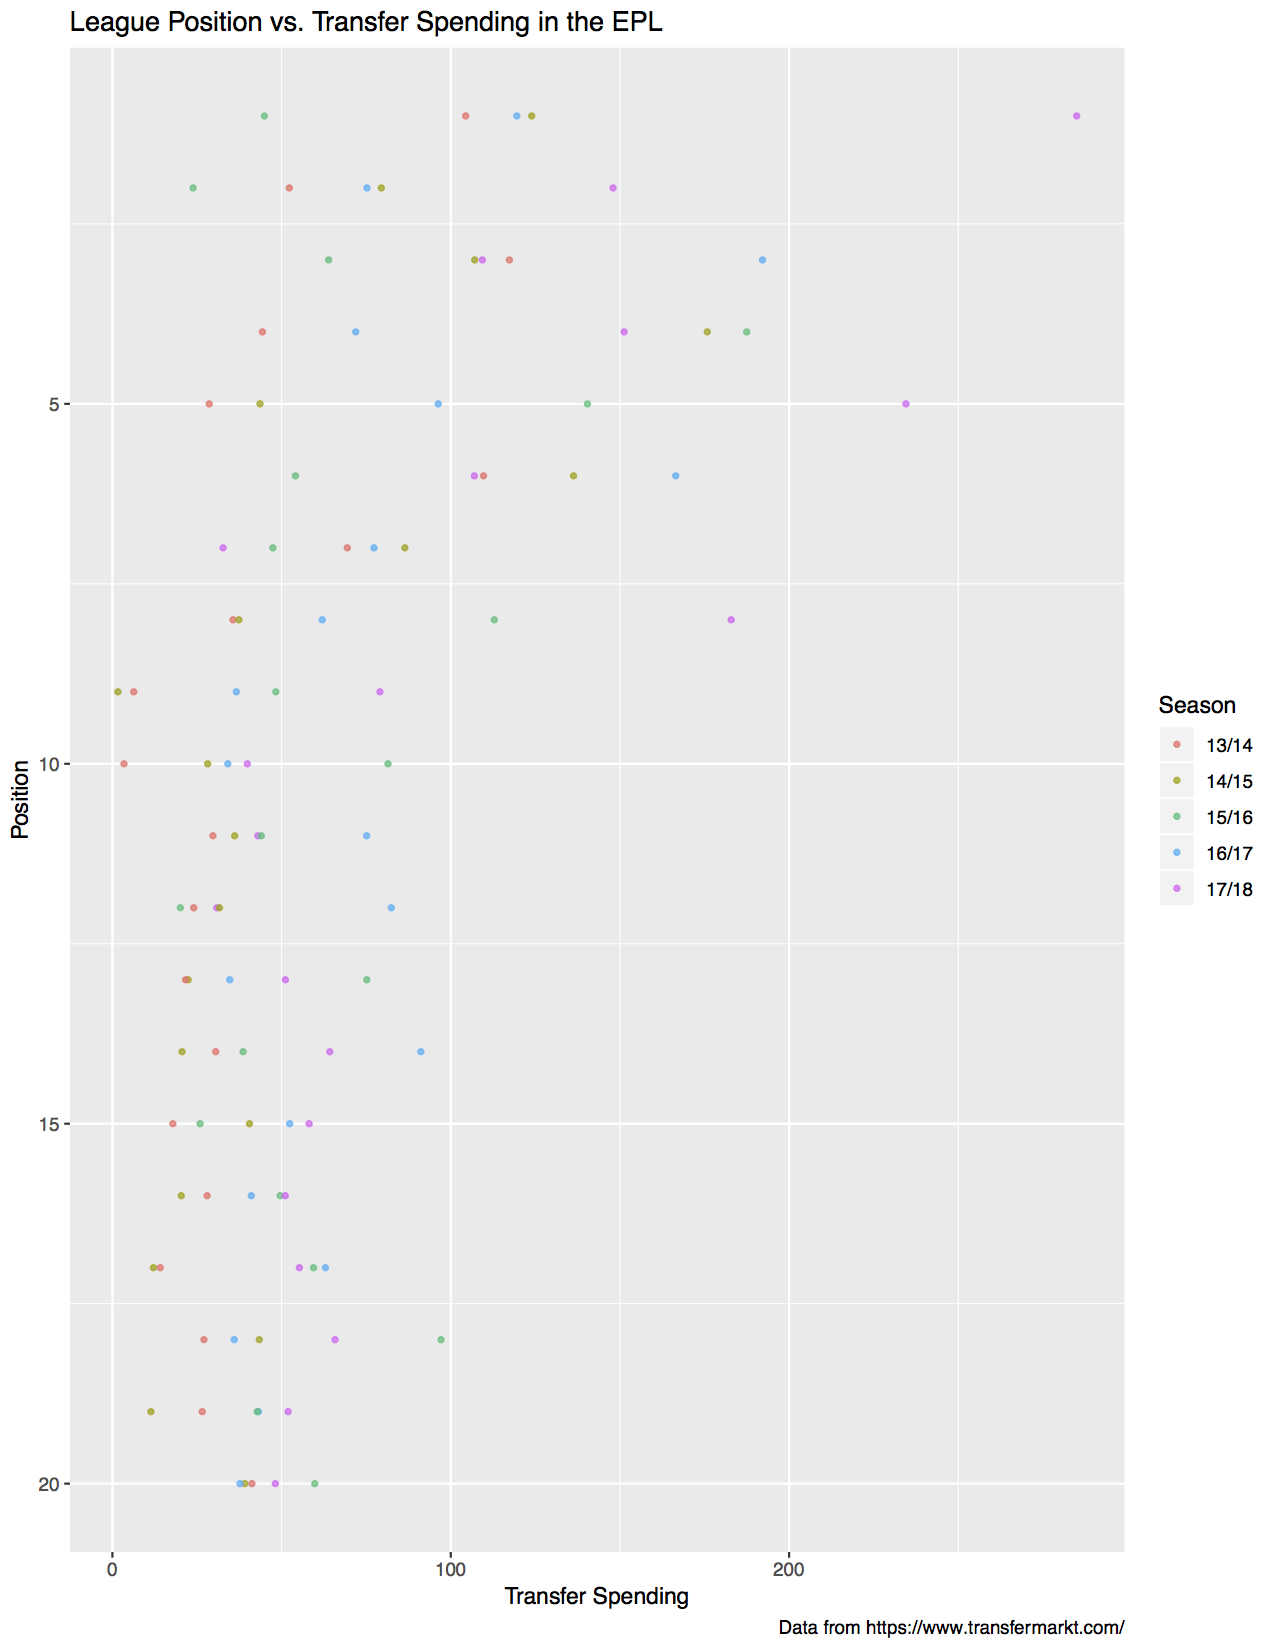 League Position vs. Transfer Spending in the EPL
5
10
15
20
Position
0 100 200
Transfer Spending
Season
13/14
14/15
15/16
16/17
17/18
Data from https://www.transfermarkt.com/